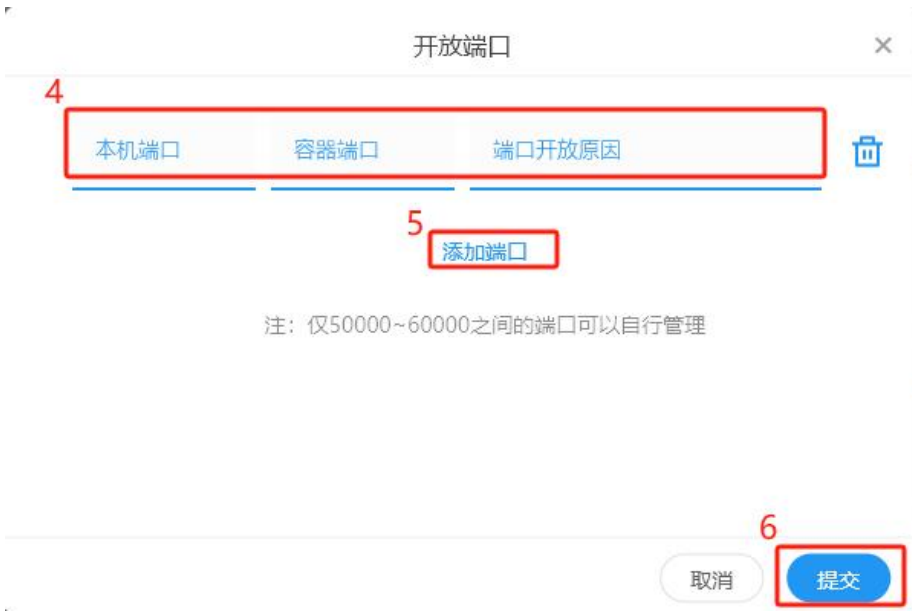 开放端口 ×
4
本机端口 容器端口 端口开放原因
5
添加端口
注：仅50000~60000之间的端口可以自行管理
6
取消 提交